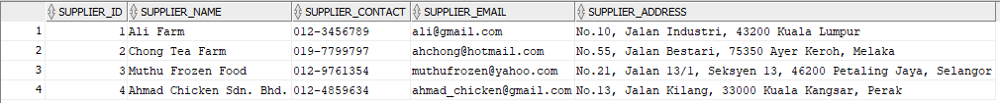 SUPPLIER_ID SUPPLIER_NAME SUPPLIER_CONTACT SUPPLIER_EMAIL SUPPLIER_ADDRESS
1 1 Ali Farm 012-3456789 ali@gmail.com No.10, Jalan Industri, 43200 Kuala Lumpur
2 2 Chong Tea Farm 019-7799797 ahchong@hotmail.com No.55, Jalan Bestari, 75350 Ayer Keroh, Melaka
3 3 Muthu Frozen Food 012-9761354 muthufrozen@yahoo.com No.21, Jalan 13/1, Seksyen 13, 46200 Petaling Jaya, Selangor
4 4 Ahmad Chicken Sdn. Bhd. 012-4859634 ahmad_chicken@gmail.com No.13, Jalan Kilang, 33000 Kuala Kangsar, Perak